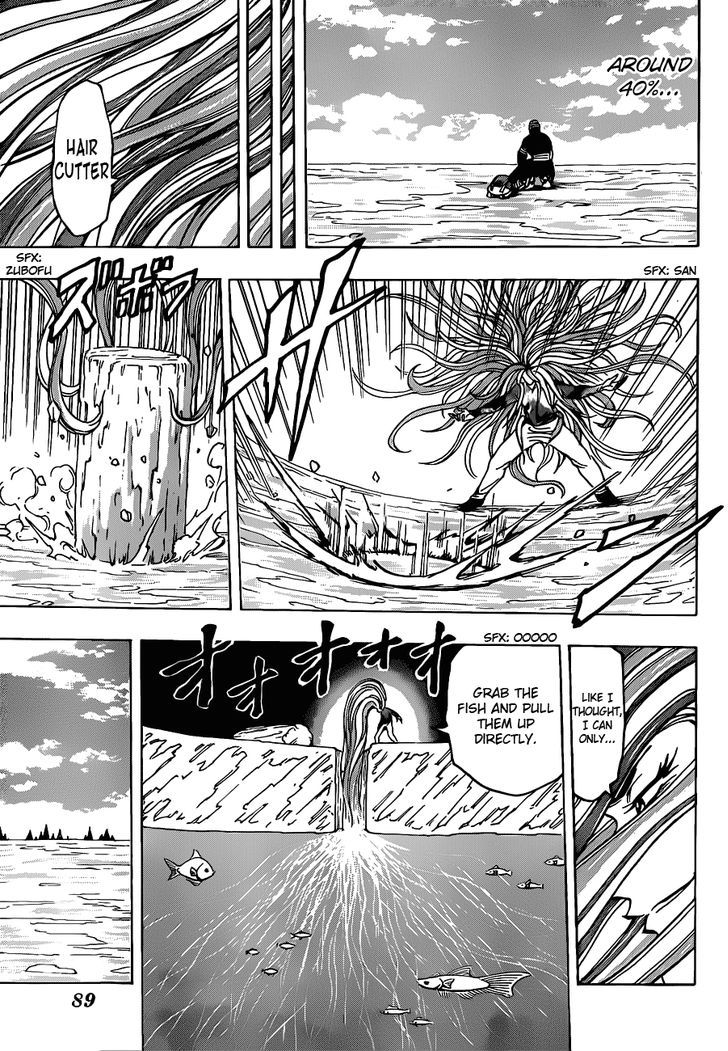 AROUND
40%...
HAIR
CUTTER
SFX: SAN
SFX:
ZUBOFU
ズボッ
LIKE I
THOUGHT,
I CAN
ONLY...
GRAB THE
FISH AND PULL
THEM UP
DIRECTLY.
SFX: OOOOO
オオオオオ
89